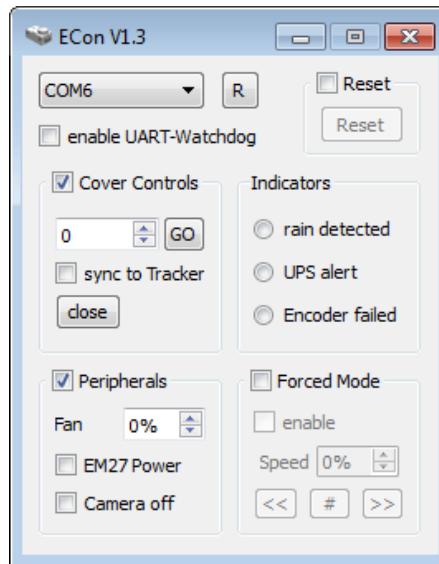 ECon V1.3
COM6
R
Reset
Reset
enable UART-Watchdog
Cover Controls
0
GO
sync to Tracker
close
Indicators
rain detected
UPS alert
Encoder failed
Peripherals
Fan 0%
EM27 Power
Camera off
Forced Mode
enable
Speed 0%
<< # >>